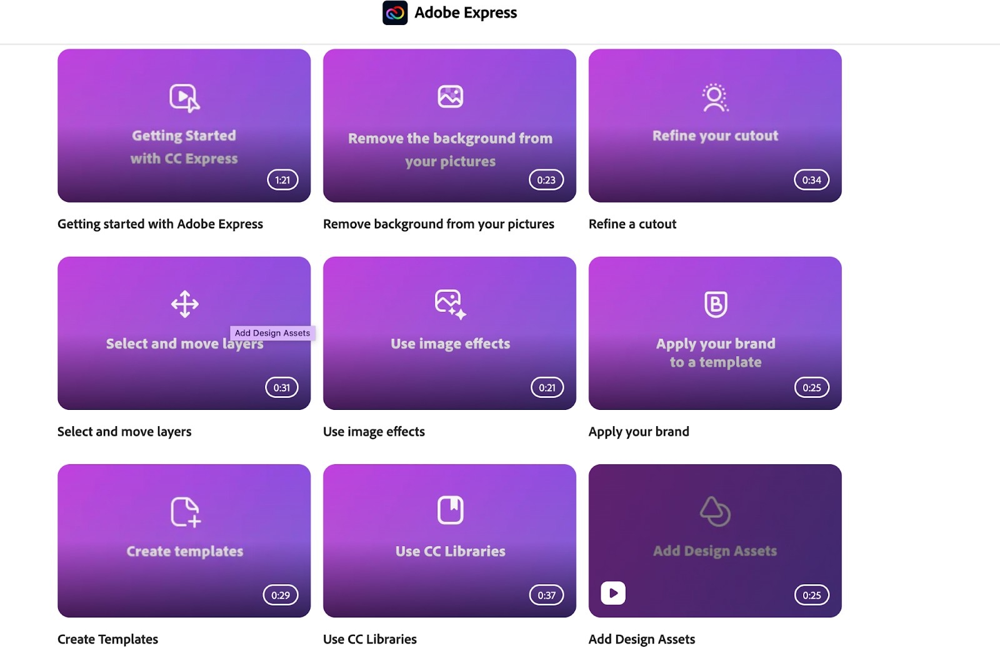 Adobe Express
Getting Started
with CC Express
1:21
Remove the background from
your pictures
0:23
Refine your cutout
0:34
Getting started with Adobe Express
Remove background from your pictures
Refine a cutout
Select and move layers
Add Design Assets
0:31
Use image effects
0:21
B
Apply your brand
to a template
0:25
Select and move layers
Use image effects
Apply your brand
Create templates
0:29
Use CC Libraries
0:37
Add Design Assets
0:25
Create Templates
Use CC Libraries
Add Design Assets